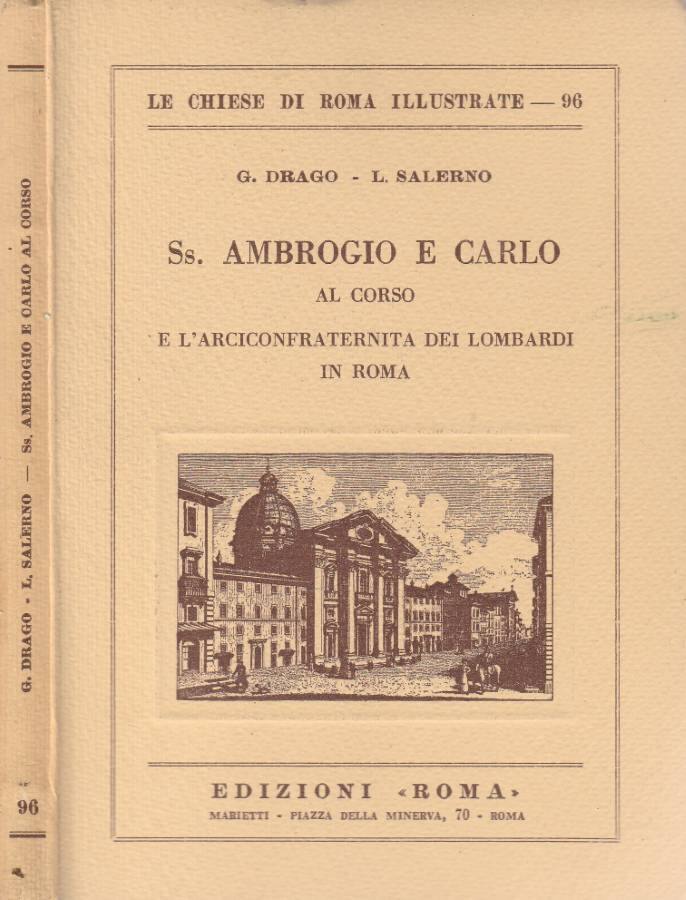 LE CHIESE DI ROMA ILLUSTRATE — 96
G. DRAGO - L. SALERNO
Ss. AMBROGIO E CARLO
AL CORSO
E L'ARCICONFRATERNITA DEI LOMBARDI
IN ROMA
EDIZIONI «ROMA»
MARIETTI - PIAZZA DELLA MINERVA, 70 - ROMA
G. DRAGO - L. SALERNO — Ss. AMBROGIO E CARLO AL CORSO
96